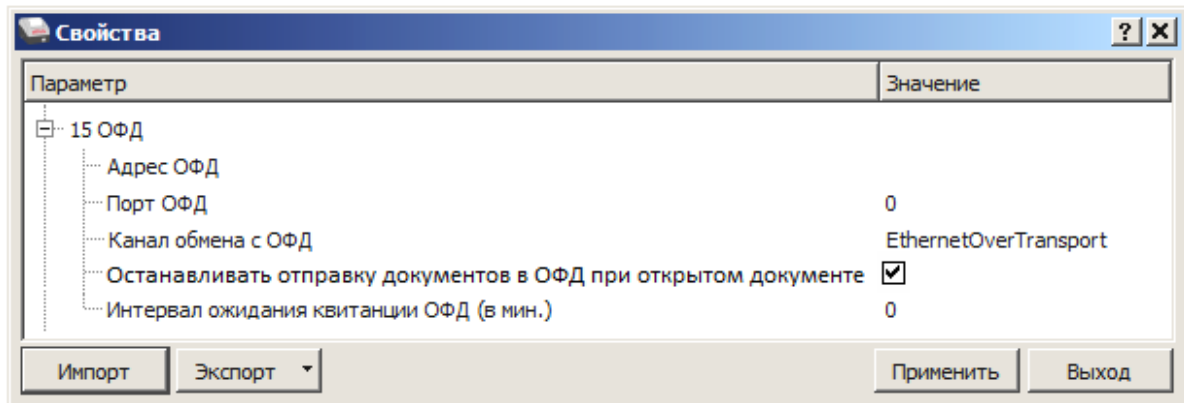 Свойства
Параметр Значение
15 ОФД
Адрес ОФД
Порт ОФД 0
Канал обмена с ОФД EthernetOverTransport
Останавливать отправку документов в ОФД при открытом документе
Интервал ожидания квитанции ОФД (в мин.) 0
Импорт Экспорт Применить Выход